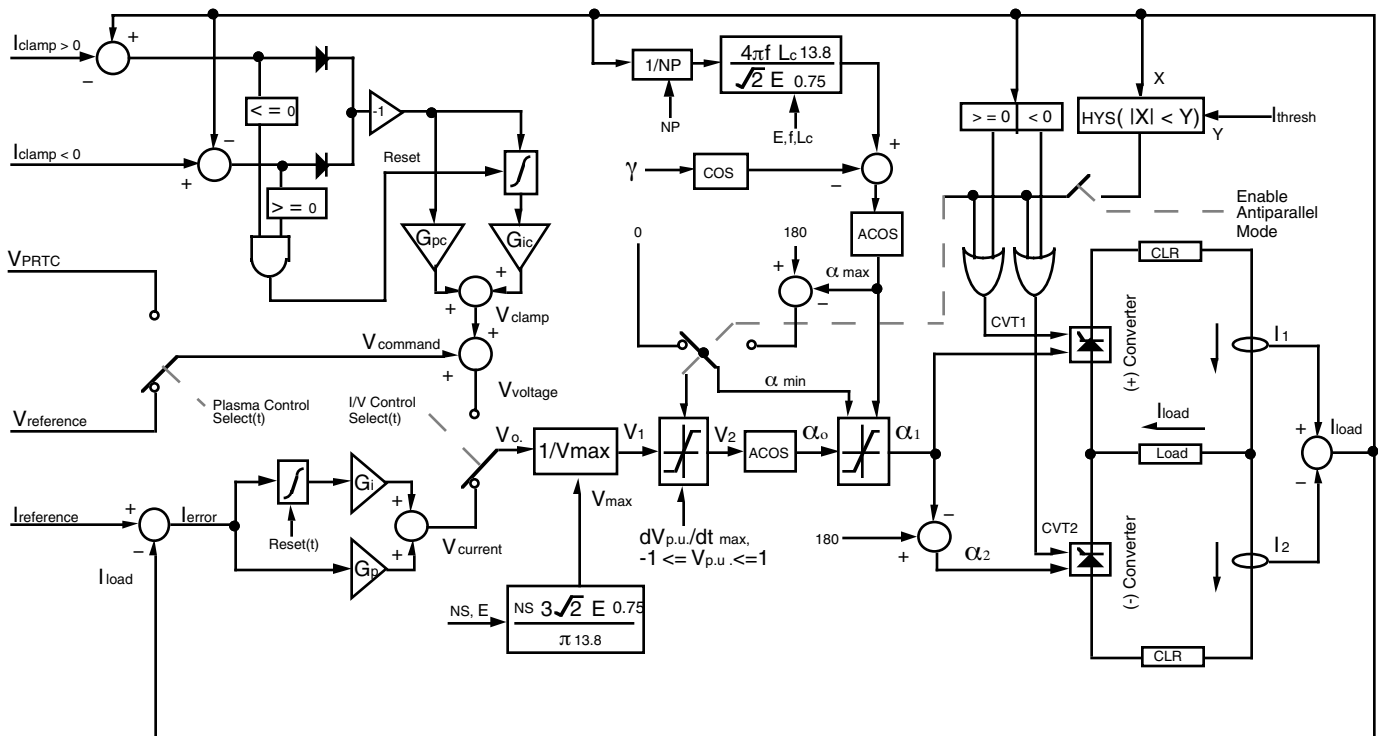 I clamp > 0
+
−
<= 0
-1
1/NP
NP
4πf Lc 13.8
√2 E 0.75
E, f, Lc
>= 0
< 0
X
HYS( |X| < Y)
Y
I thresh
I clamp < 0
−
+
>= 0
Reset
∫
γ
COS
+
−
ACOS
Enable
Antiparallel
Mode
Gpc
Gic
0
180
+
−
α max
CLR
VPRTC
+
+
Vclamp
CVT1
(+) Converter
I1
Vcommand
+
+
Vvoltage
α min
Plasma Control
Select(t)
I/V Control
Select(t)
Vreference
Vo.
1/Vmax
V1
V2
ACOS
αo
α1
Iload
Load
+
−
Iload
Vmax
∫
Gi
Ireference
+
−
Ierror
Reset(t)
+
+
Vcurrent
Gp
Iload
dVp.u./dt max,
-1 <= Vp.u .<=1
180
−
+
α2
CVT2
(-) Converter
I2
NS, E
NS 3√2 E 0.75
π 13.8
CLR